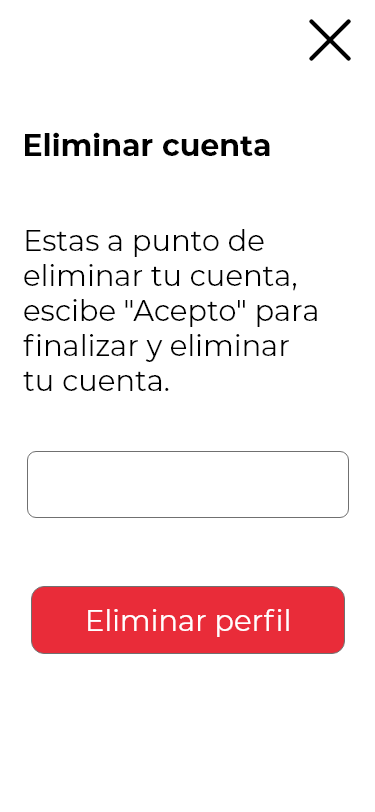 Eliminar cuenta
Estas a punto de
eliminar tu cuenta,
escibe "Acepto" para
finalizar y eliminar
tu cuenta.
Eliminar perfil